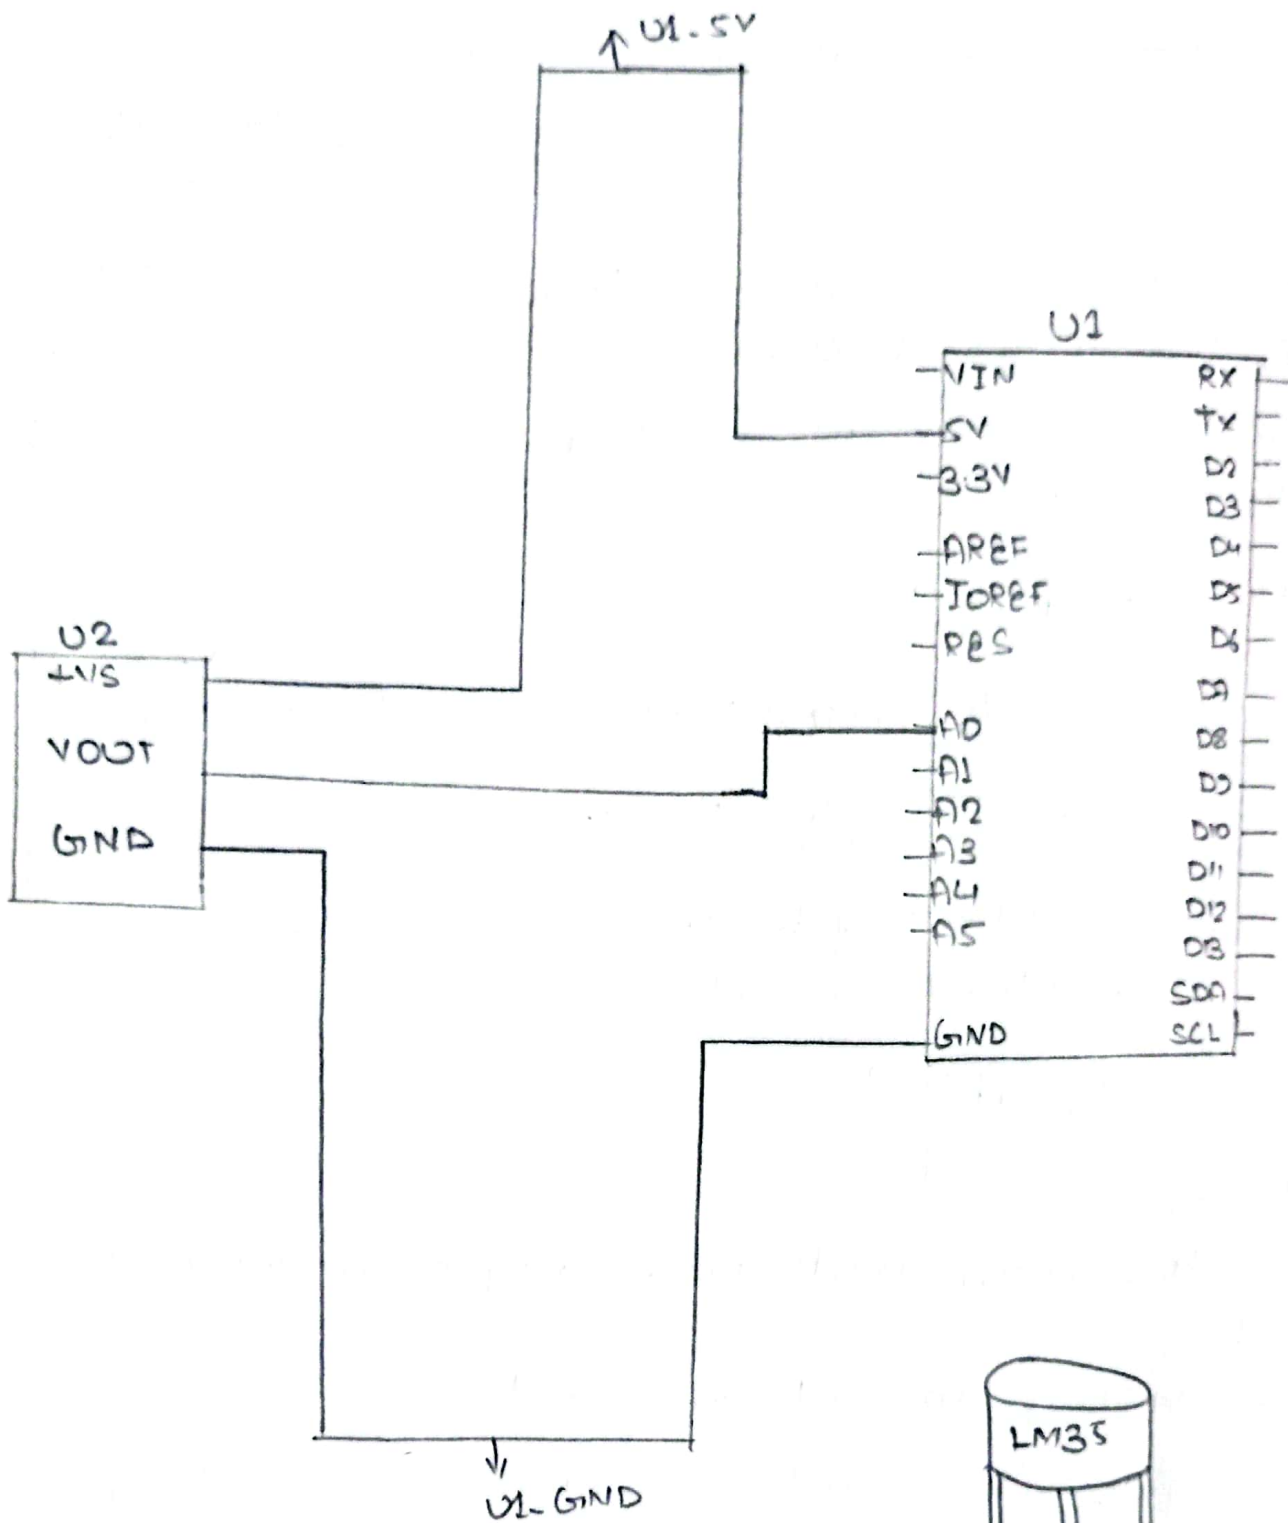 U1-5V
U1
VIN
5V
3.3V
AREF
IOREF
RES
A0
A1
A2
A3
A4
A5
GND
RX
Tx
D2
D3
D4
D5
D6
D7
D8
D9
D10
D11
D12
D13
SDA
SCL
U2
+VS
VOUT
GND
U1-GND
LM35